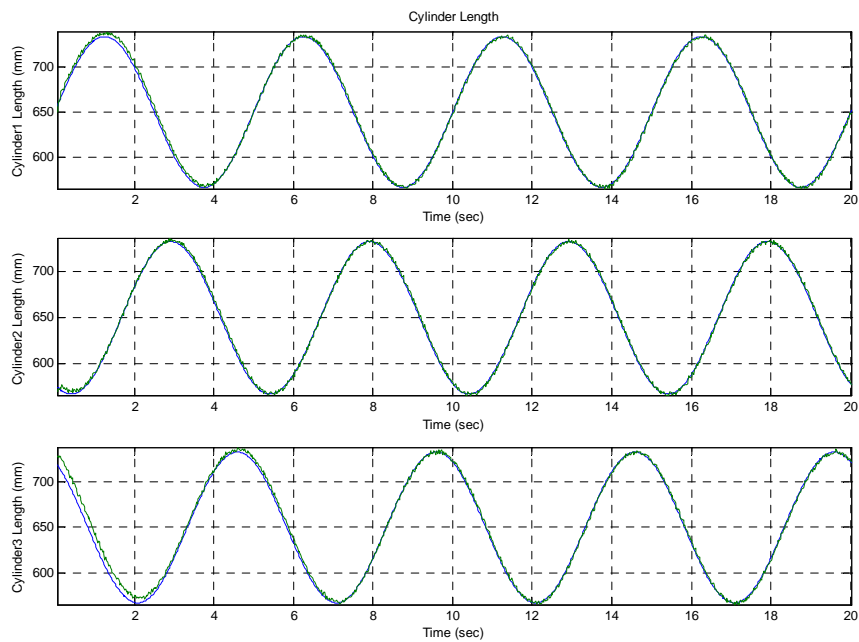 Cylinder Length
Cylinder1 Length (mm)
700
650
600
2 4 6 8 10 12 14 16 18 20
Time (sec)
Cylinder2 Length (mm)
700
650
600
2 4 6 8 10 12 14 16 18 20
Time (sec)
Cylinder3 Length (mm)
700
650
600
2 4 6 8 10 12 14 16 18 20
Time (sec)